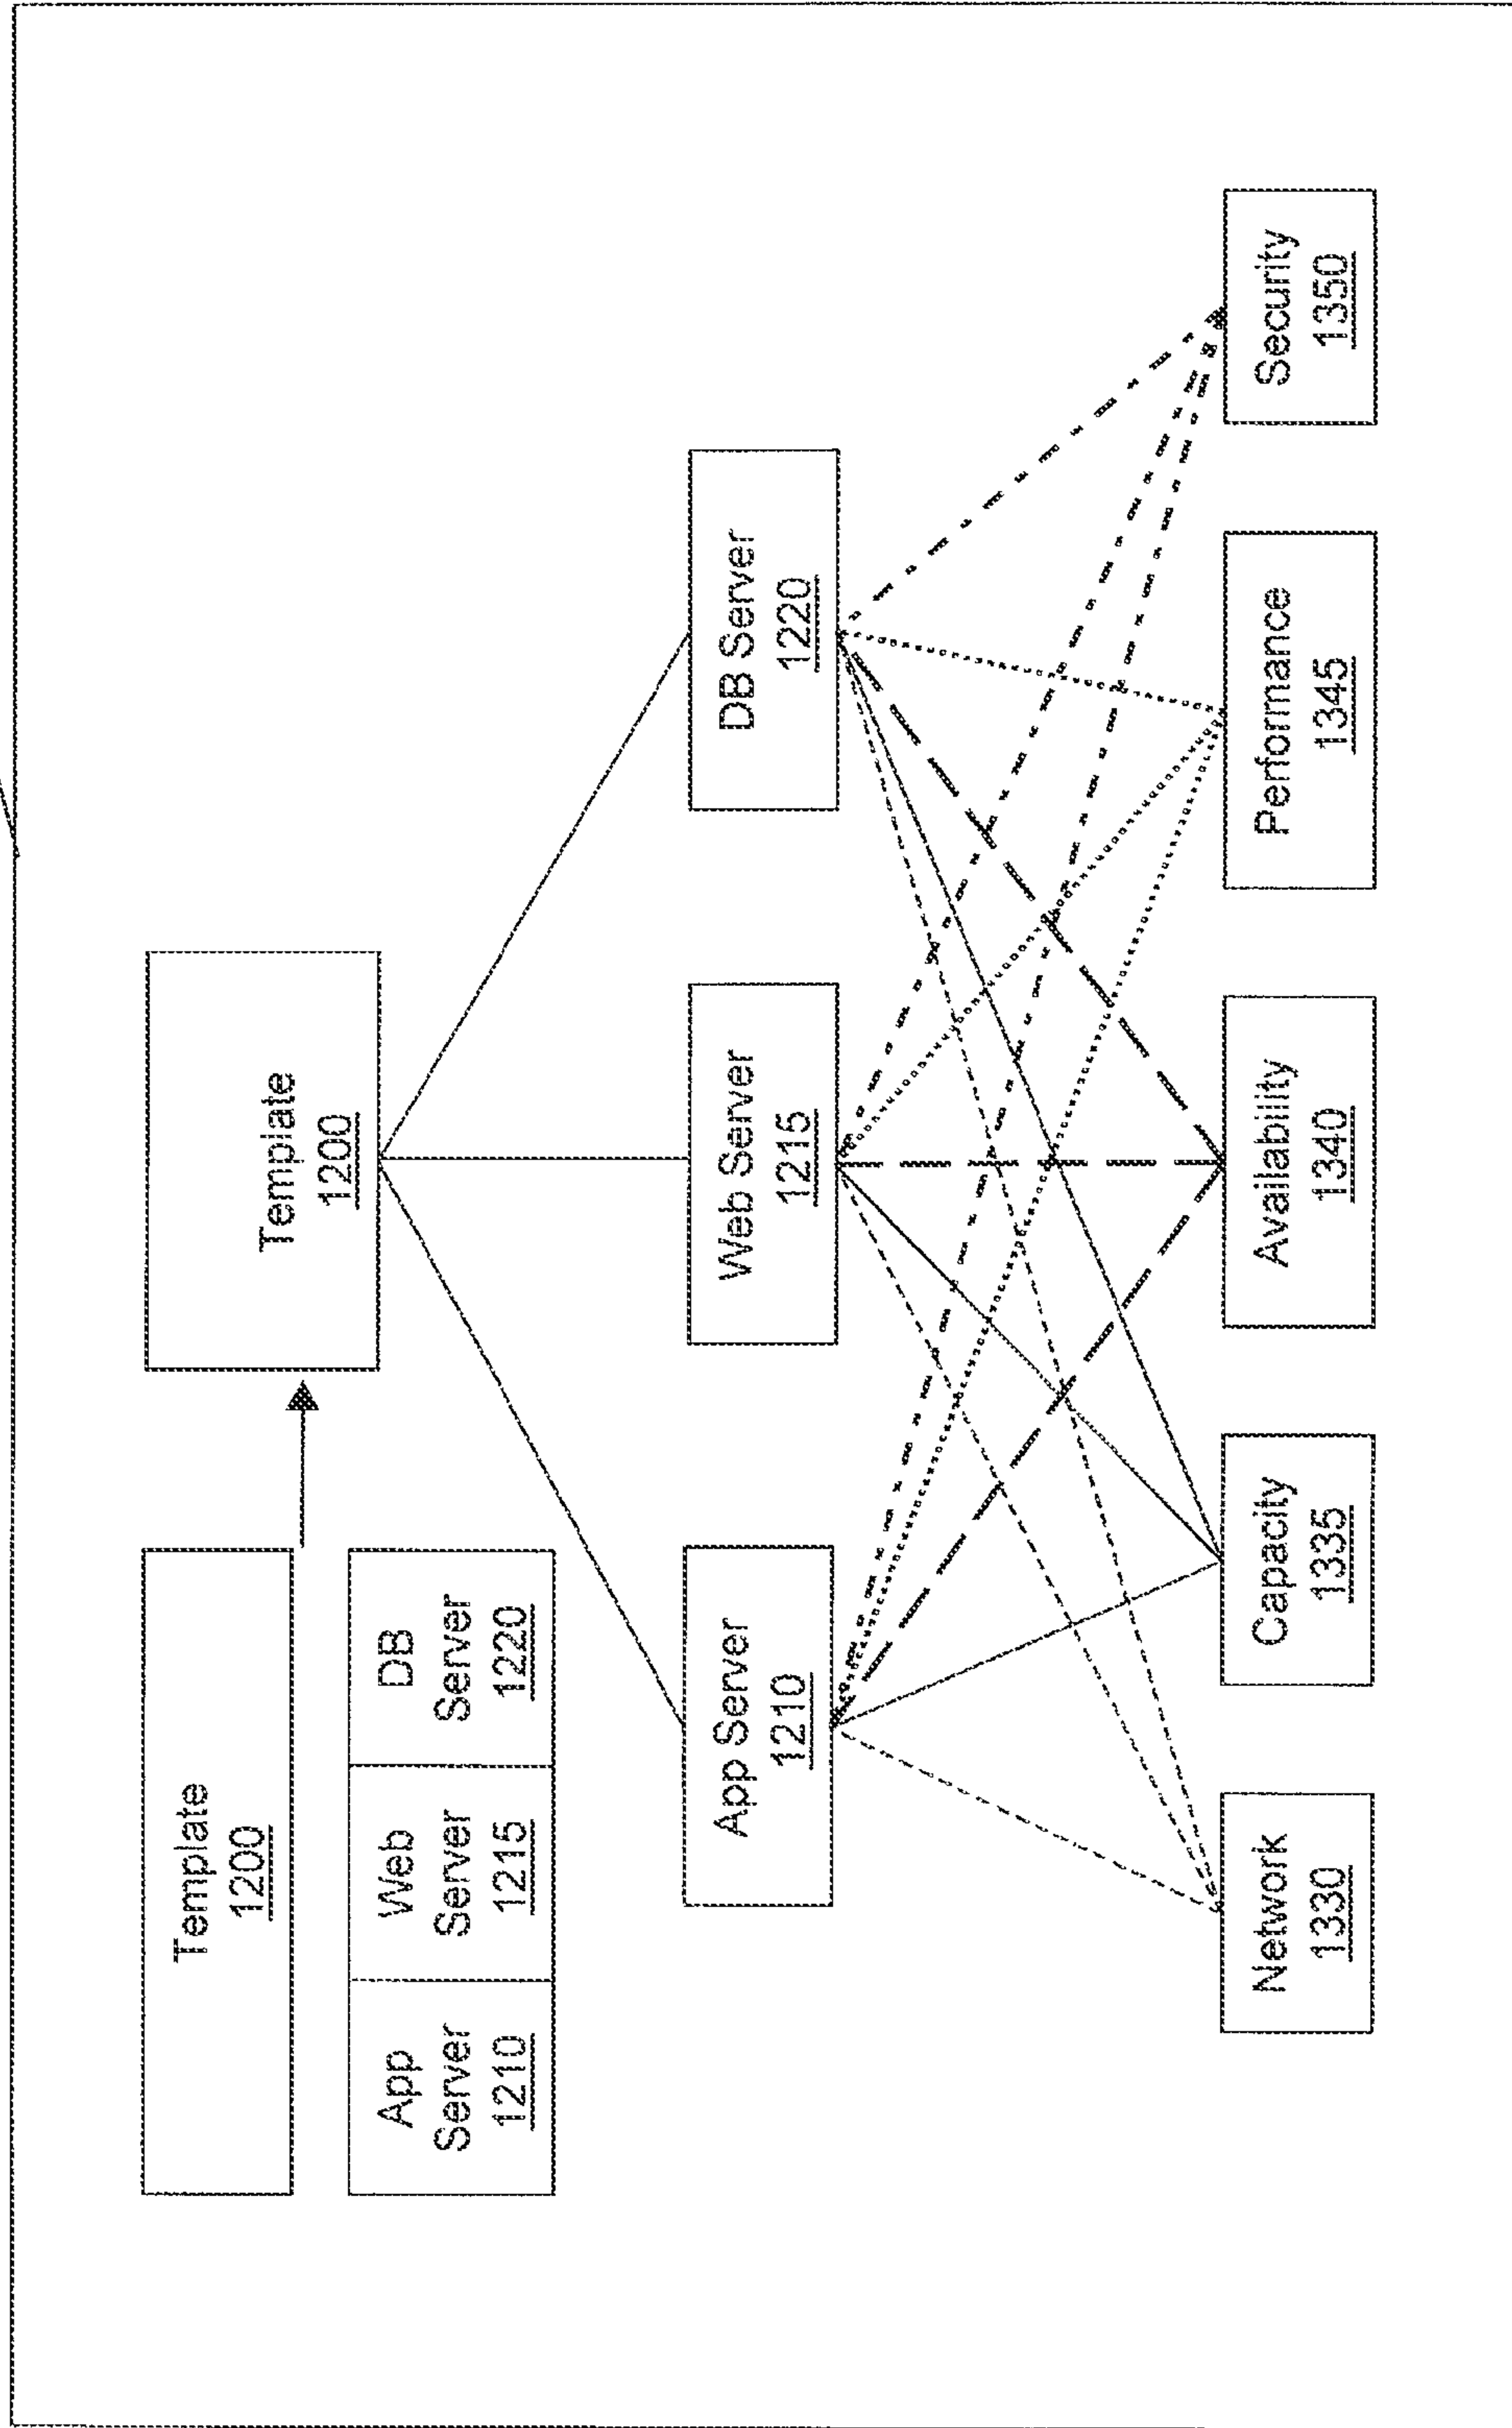 Template
1200
App
Server
1210
Web
Server
1215
DB
Server
1220
Template
1200
App Server
1210
Web Server
1215
DB Server
1220
Network
1330
Capacity
1335
Availability
1340
Performance
1345
Security
1350